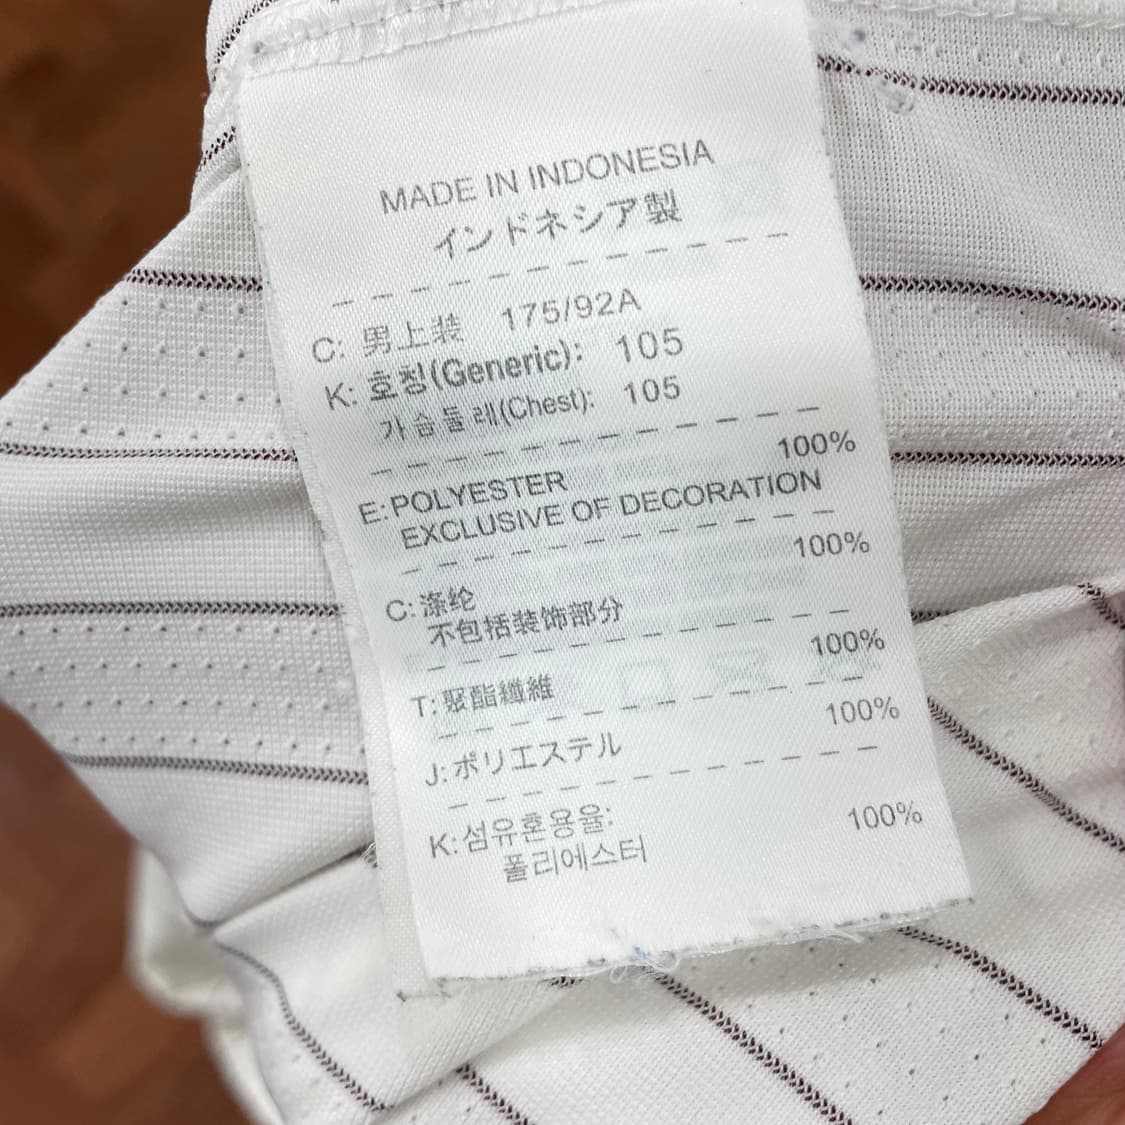 MADE IN INDONESIA
インドネシア製
C: 男上装 175/92A
K: 호칭(Generic): 105
가슴둘레(Chest): 105
100%
E: POLYESTER
EXCLUSIVE OF DECORATION
100%
C: 涤纶
不包括装饰部分
100%
T: 聚酯纖維
100%
J: ポリエステル
K: 섬유혼용율: 100%
폴리에스터